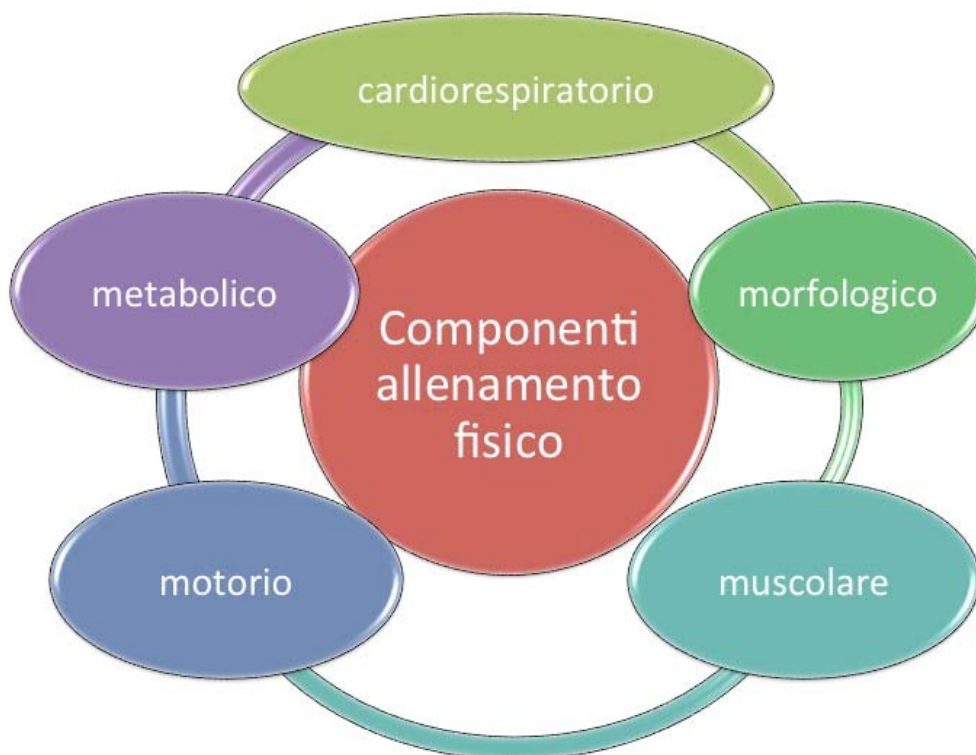 cardiorespiratorio
metabolico
morfologico
Componenti
allenamento
fisico
motorio
muscolare